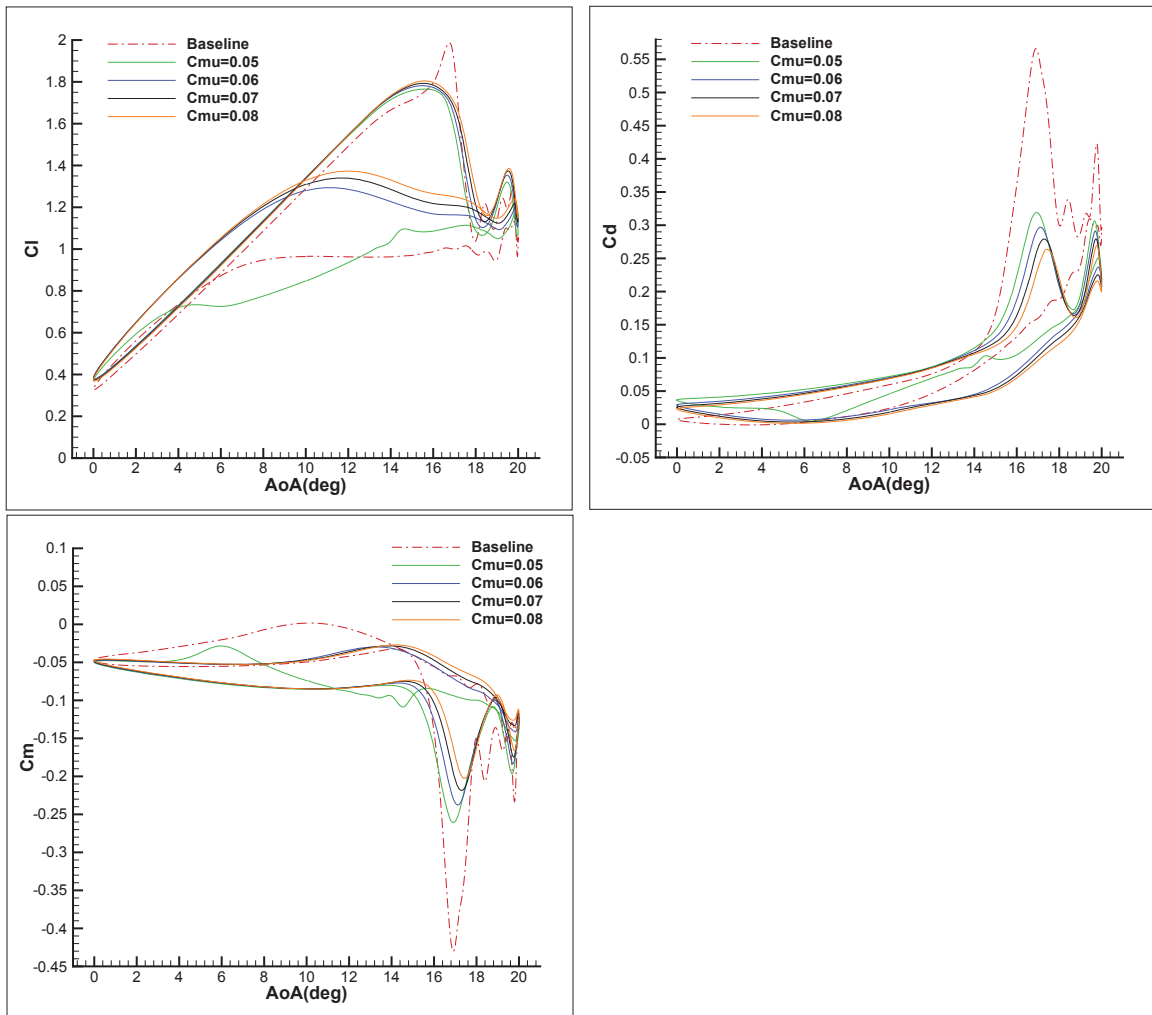 2
1.8
1.6
1.4
1.2
1
0.8
0.6
0.4
0.2
0
Cl
Baseline
Cmu=0.05
Cmu=0.06
Cmu=0.07
Cmu=0.08
0 2 4 6 8 10 12 14 16 18 20
AoA(deg)
0.55
0.5
0.45
0.4
0.35
0.3
0.25
0.2
0.15
0.1
0.05
0
-0.05
Cd
Baseline
Cmu=0.05
Cmu=0.06
Cmu=0.07
Cmu=0.08
0 2 4 6 8 10 12 14 16 18 20
AoA(deg)
0.1
0.05
0
-0.05
-0.1
-0.15
-0.2
-0.25
-0.3
-0.35
-0.4
-0.45
Cm
Baseline
Cmu=0.05
Cmu=0.06
Cmu=0.07
Cmu=0.08
0 2 4 6 8 10 12 14 16 18 20
AoA(deg)